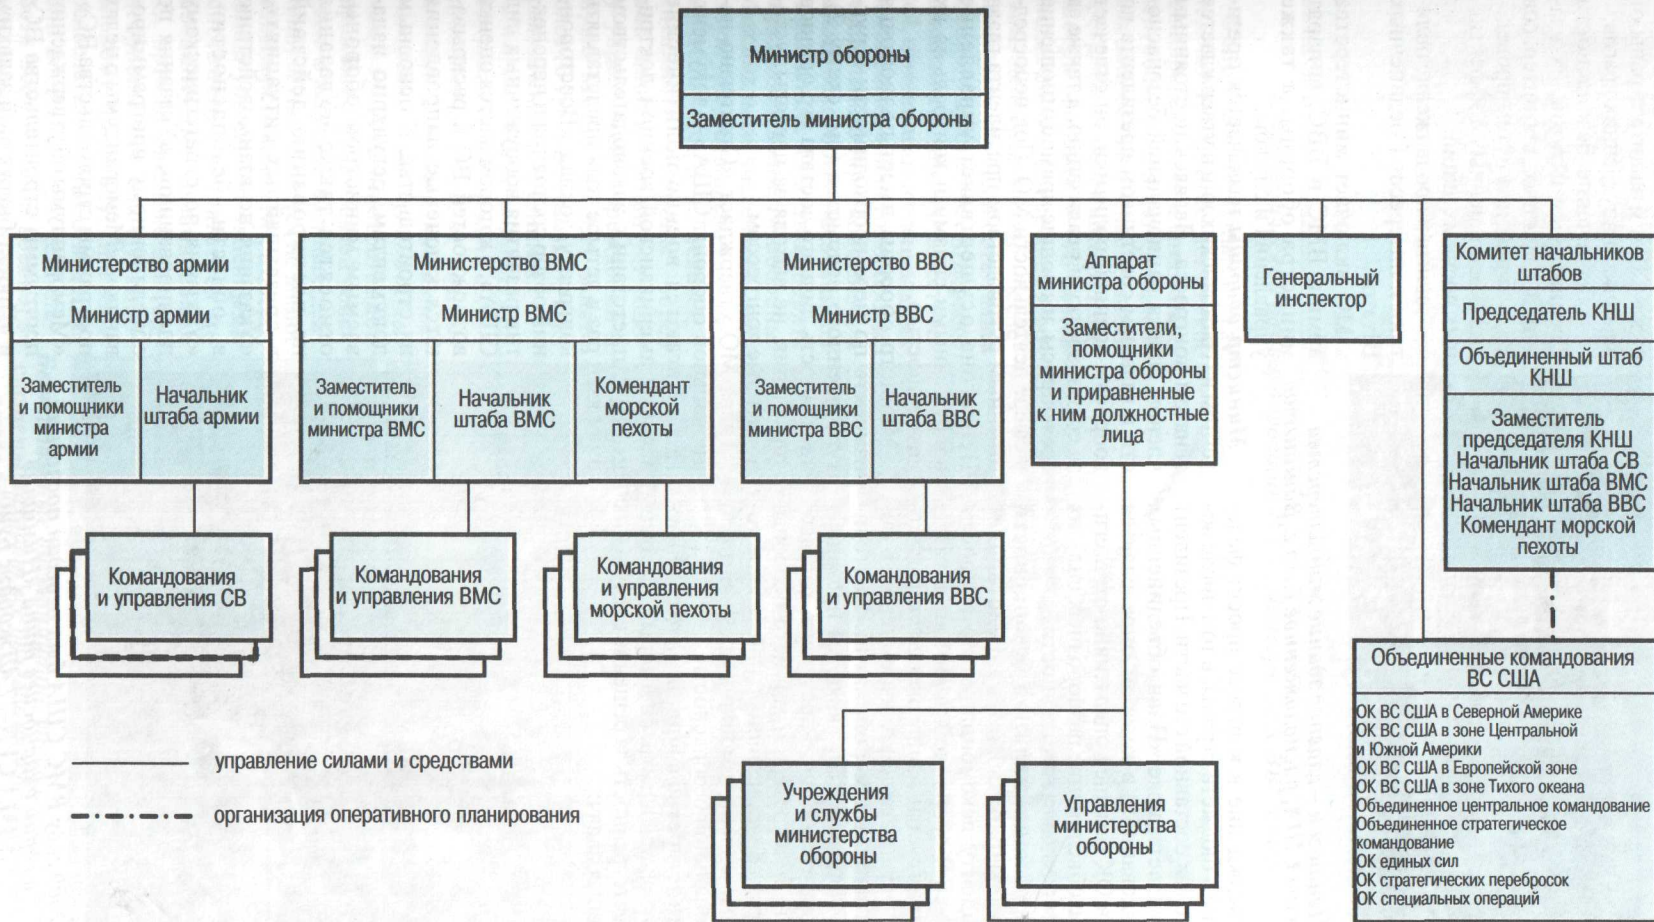 Министр обороны
Заместитель министра обороны
Министерство армии
Министр армии
Заместитель
и помощники
министра
армии
Начальник
штаба армии
Командования
и управления СВ
Министерство ВМС
Министр ВМС
Заместитель
и помощники
министра ВМС
Начальник
штаба ВМС
Комендант
морской
пехоты
Командования
и управления ВМС
Командования
и управления
морской пехоты
Министерство ВВС
Министр ВВС
Заместитель
и помощники
министра ВВС
Начальник
штаба ВВС
Командования
и управления ВВС
Аппарат
министра обороны
Заместители,
помощники
министра обороны
и приравненные
к ним должностные
лица
Учреждения
и службы
министерства
обороны
Управления
министерства
обороны
Генеральный
инспектор
Комитет начальников
штабов
Председатель КНШ
Объединенный штаб
КНШ
Заместитель
председателя КНШ
Начальник штаба СВ
Начальник штаба ВМС
Начальник штаба ВВС
Комендант морской
пехоты
Объединенные командования
ВС США
ОК ВС США в Северной Америке
ОК ВС США в зоне Центральной
и Южной Америки
ОК ВС США в Европейской зоне
ОК ВС США в зоне Тихого океана
Объединенное центральное командование
Объединенное стратегическое
командование
ОК единых сил
ОК стратегических перебросок
ОК специальных операций
управление силами и средствами
организация оперативного планирования